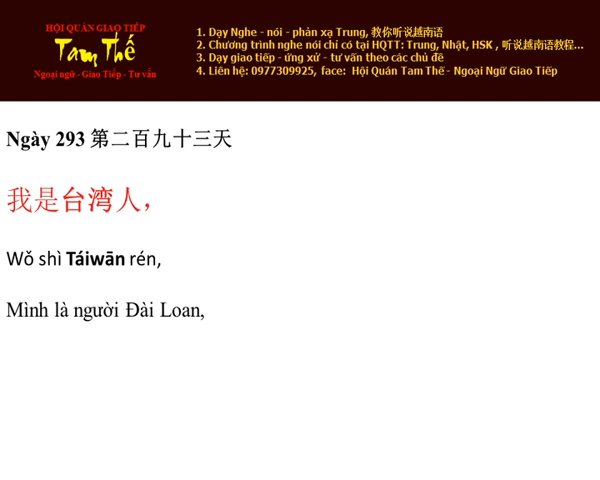 HỘI QUÁN GIAO TIẾP
Tam Thế
Ngoại ngữ - Giao Tiếp - Tư vấn
1. Dạy Nghe - nói - phản xạ Trung, 教你听说越南语
2. Chương trình nghe nói chỉ có tại HQTT: Trung, Nhật, HSK , 听说越南语教程...
3. Dạy giao tiếp - ứng xử - tư vấn theo các chủ đề
4. Liên hệ: 0977309925, face: Hội Quán Tam Thế - Ngoại Ngữ Giao Tiếp
Ngày 293 第二百九十三天
我是台湾人，
Wǒ shì Táiwān rén,
Mình là người Đài Loan,